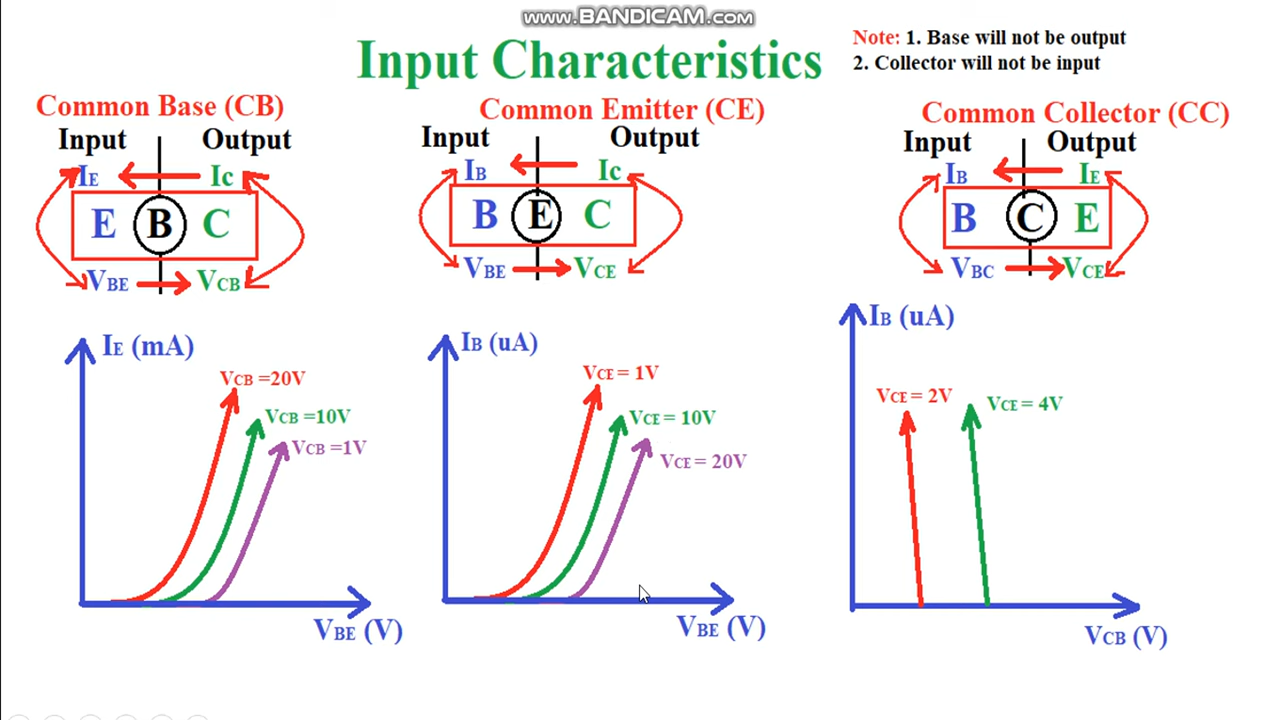 www.BANDICAM.com
Input Characteristics
Note: 1. Base will not be output
2. Collector will not be input
Common Base (CB)
Input Output
IE Ic
E B C
VBE VCB
Common Emitter (CE)
Input Output
IB Ic
B E C
VBE VCE
Common Collector (CC)
Input Output
IB IE
B C E
VBC VCE
IE (mA)
VCB =20V
VCB =10V
VCB =1V
VBE (V)
IB (uA)
VCE = 1V
VCE = 10V
VCE = 20V
VBE (V)
IB (uA)
VCE = 2V
VCE = 4V
VCB (V)